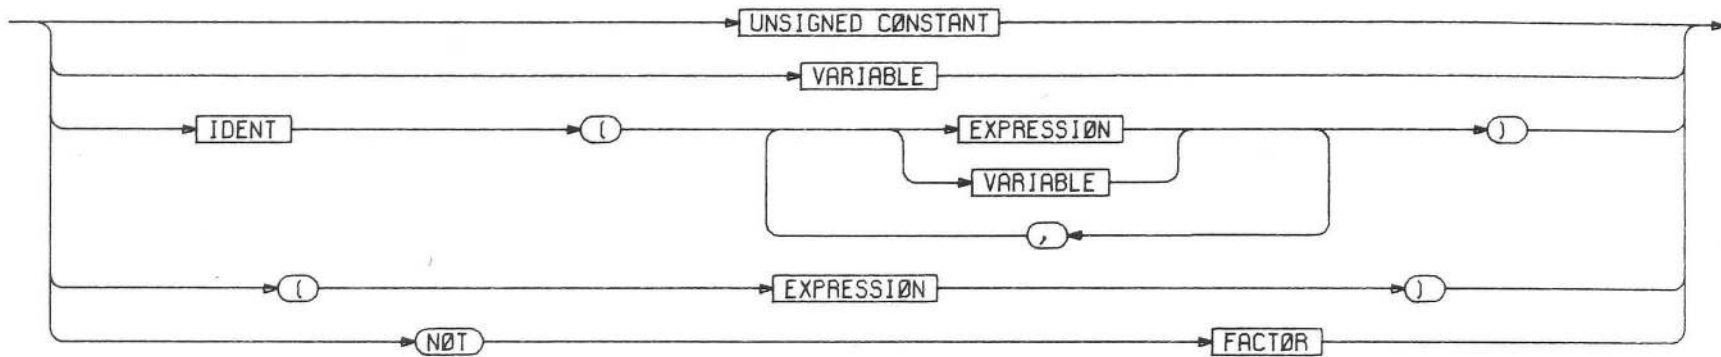 UNSIGNED CØNSTANT
VARIABLE
IDENT ( EXPRESSIØN )
VARIABLE
,
( EXPRESSIØN )
NØT FACTØR